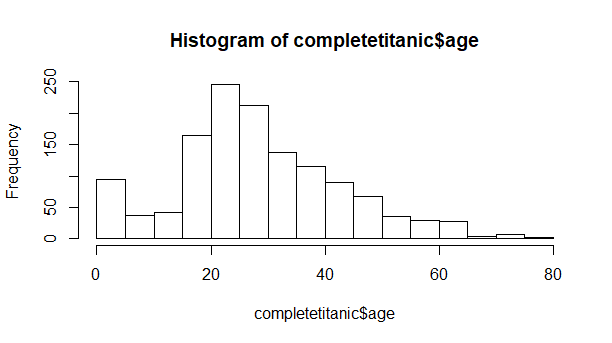 Histogram of completetitanic$age
Frequency
250
150
50
0
0 20 40 60 80
completetitanic$age